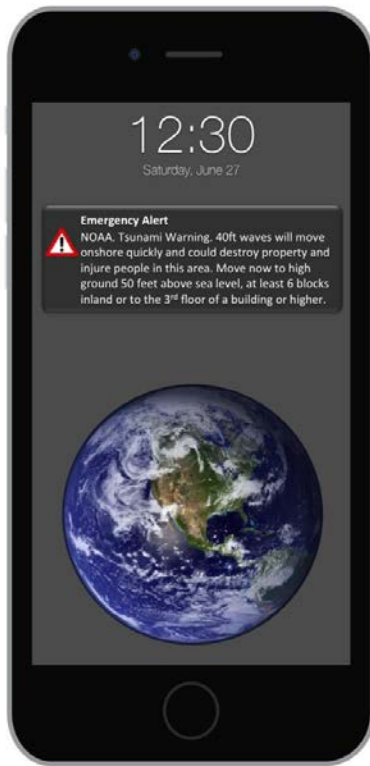 12:30
Saturday, June 27
Emergency Alert
NOAA. Tsunami Warning. 40ft waves will move
onshore quickly and could destroy property and
injure people in this area. Move now to high
ground 50 feet above sea level, at least 6 blocks
inland or to the 3rd floor of a building or higher.